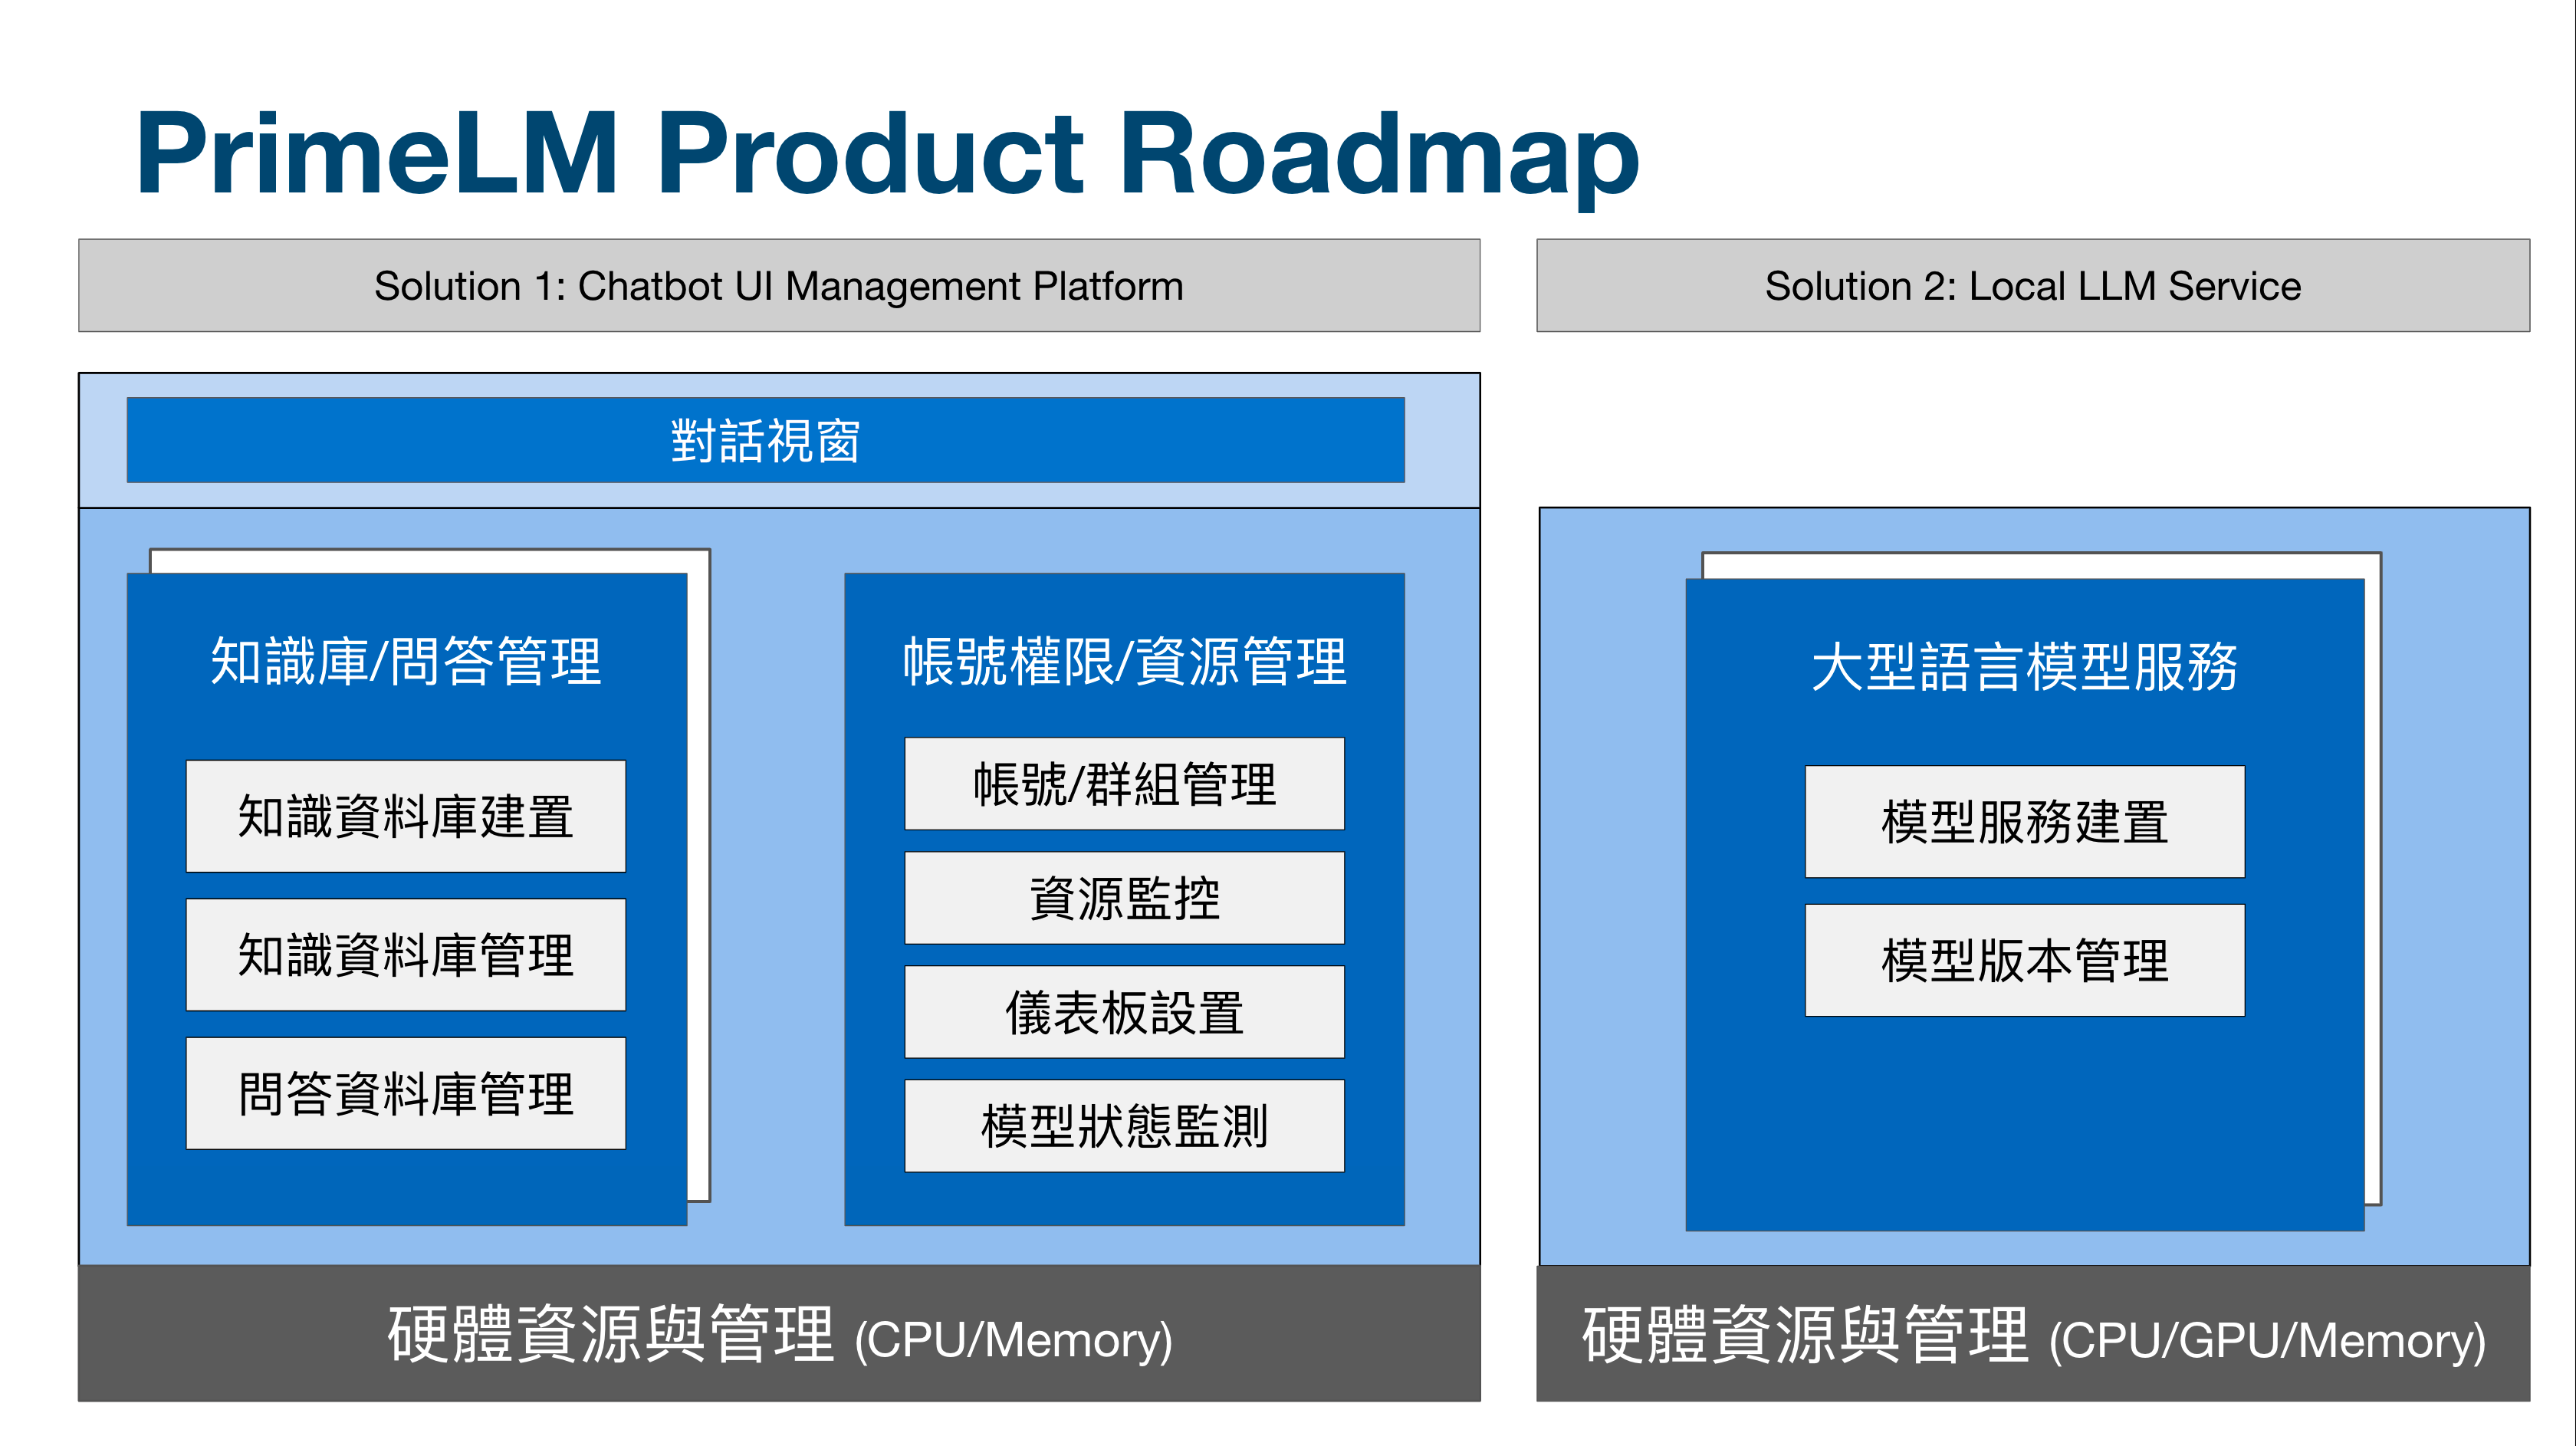 PrimeLM Product Roadmap
Solution 1: Chatbot UI Management Platform
Solution 2: Local LLM Service
對話視窗
知識庫/問答管理
知識資料庫建置
知識資料庫管理
問答資料庫管理
帳號權限/資源管理
帳號/群組管理
資源監控
儀表板設置
模型狀態監測
大型語言模型服務
模型服務建置
模型版本管理
硬體資源與管理 (CPU/Memory)
硬體資源與管理 (CPU/GPU/Memory)